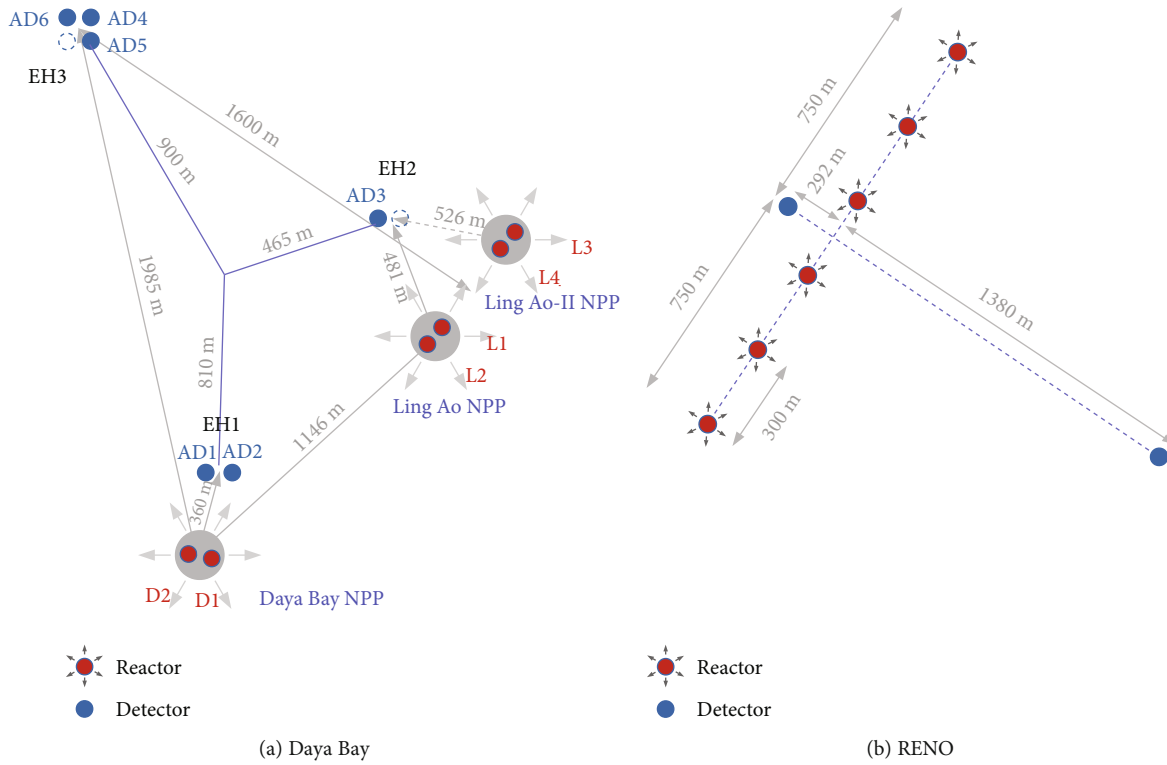 AD6
AD4
AD5
EH3
1600 m
900 m
EH2
AD3
526 m
465 m
L3
L4
481 m
Ling Ao-II NPP
1985 m
L1
L2
810 m
Ling Ao NPP
1146 m
EH1
AD1
AD2
360 m
D2
D1
Daya Bay NPP
Reactor
Detector
(a) Daya Bay
750 m
292 m
750 m
1380 m
300 m
Reactor
Detector
(b) RENO